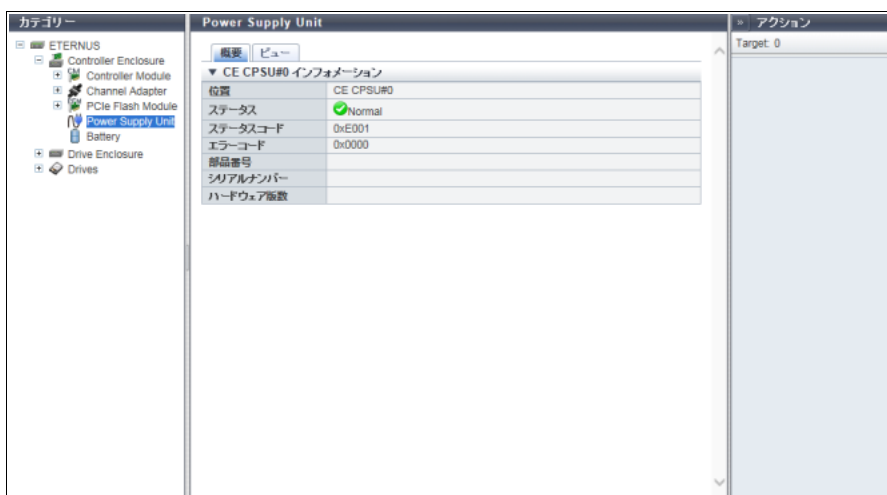 カテゴリー
ETERNUS
Controller Enclosure
Controller Module
Channel Adapter
PCIe Flash Module
Power Supply Unit
Battery
Drive Enclosure
Drives
Power Supply Unit
概要 ビュー
▼ CE CPSU#0 インフォメーション
位置 CE CPSU#0
ステータス Normal
ステータスコード 0xE001
エラーコード 0x0000
部品番号
シリアルナンバー
ハードウェア版数
» アクション
Target: 0